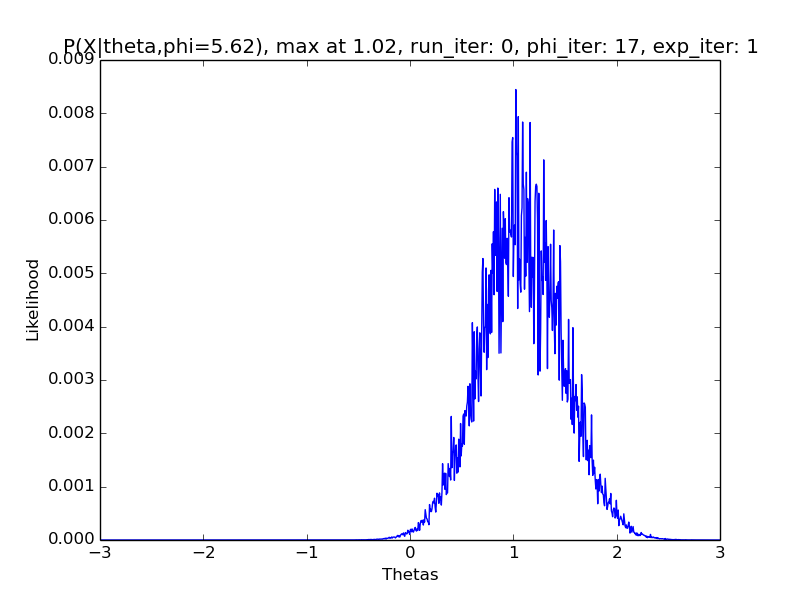 P(X|theta,phi=5.62), max at 1.02, run_iter: 0, phi_iter: 17, exp_iter: 1
0.009
0.008
0.007
0.006
0.005
0.004
0.003
0.002
0.001
0.000
Likelihood
−3 −2 −1 0 1 2 3
Thetas